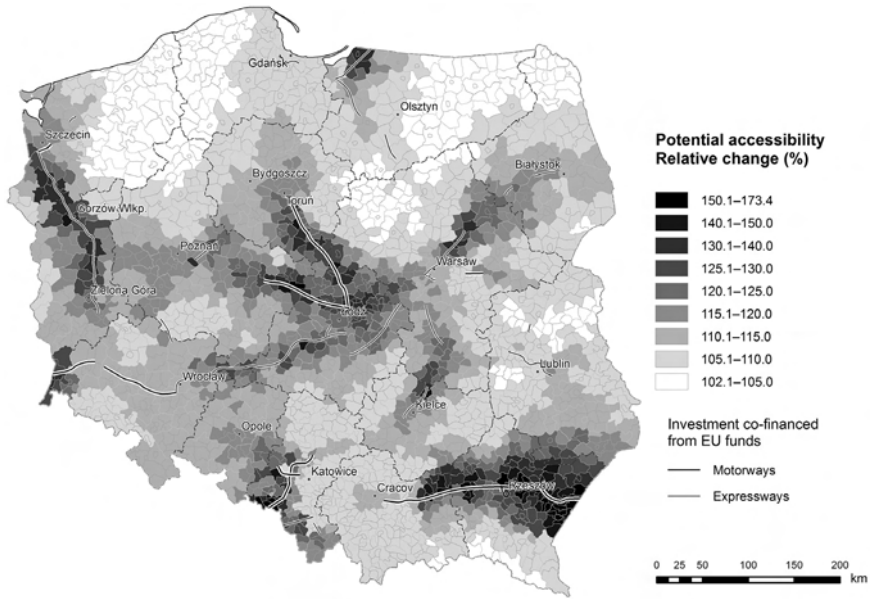 Gdańsk
Olsztyn
Szczecin
Białystok
Bydgoszcz
Gorzów Wlkp.
Toruń
Poznań
Warsaw
Zielona Góra
Łódź
Lublin
Wrocław
Kielce
Opole
Katowice
Cracov
Rzeszów
Potential accessibility
Relative change (%)
150.1–173.4
140.1–150.0
130.1–140.0
125.1–130.0
120.1–125.0
115.1–120.0
110.1–115.0
105.1–110.0
102.1–105.0
Investment co-financed
from EU funds
Motorways
Expressways
0 25 50 100 150 200
km